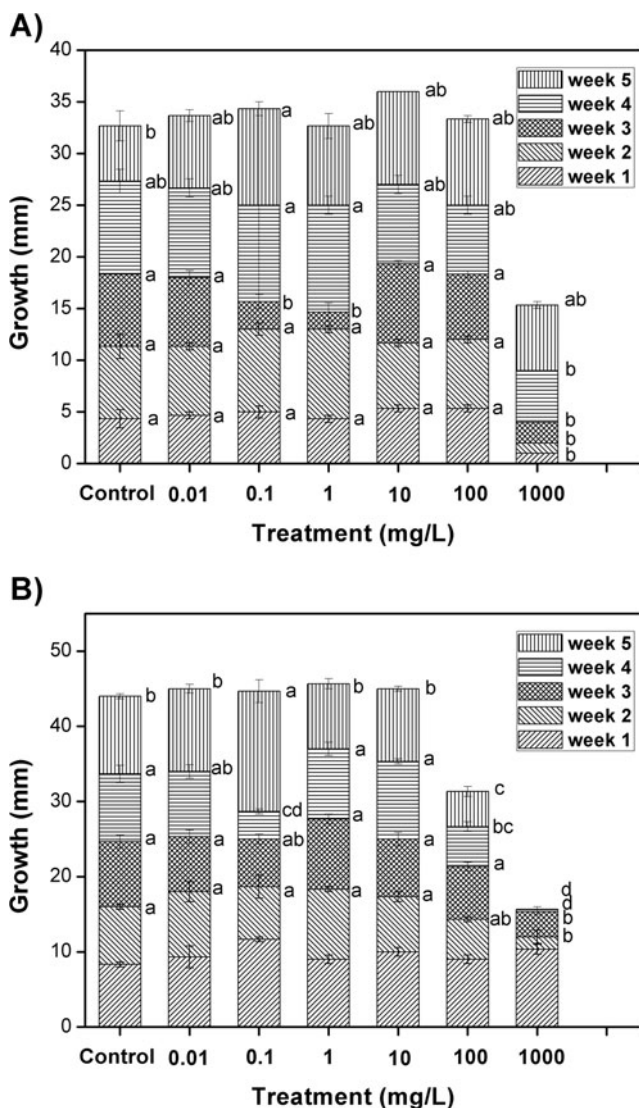 A)
40
35
30
25
20
15
10
5
0
Growth (mm)
week 5
week 4
week 3
week 2
week 1
b ab a ab ab ab ab
ab ab a a ab ab b
a a b b a a b
a a a a a a b
a a a a a a b
Control 0.01 0.1 1 10 100 1000
Treatment (mg/L)
B)
50
40
30
20
10
0
Growth (mm)
week 5
week 4
week 3
week 2
week 1
b b a b b c d
a ab cd a a bc d
a a ab a a a b
a a a a a ab b
Control 0.01 0.1 1 10 100 1000
Treatment (mg/L)